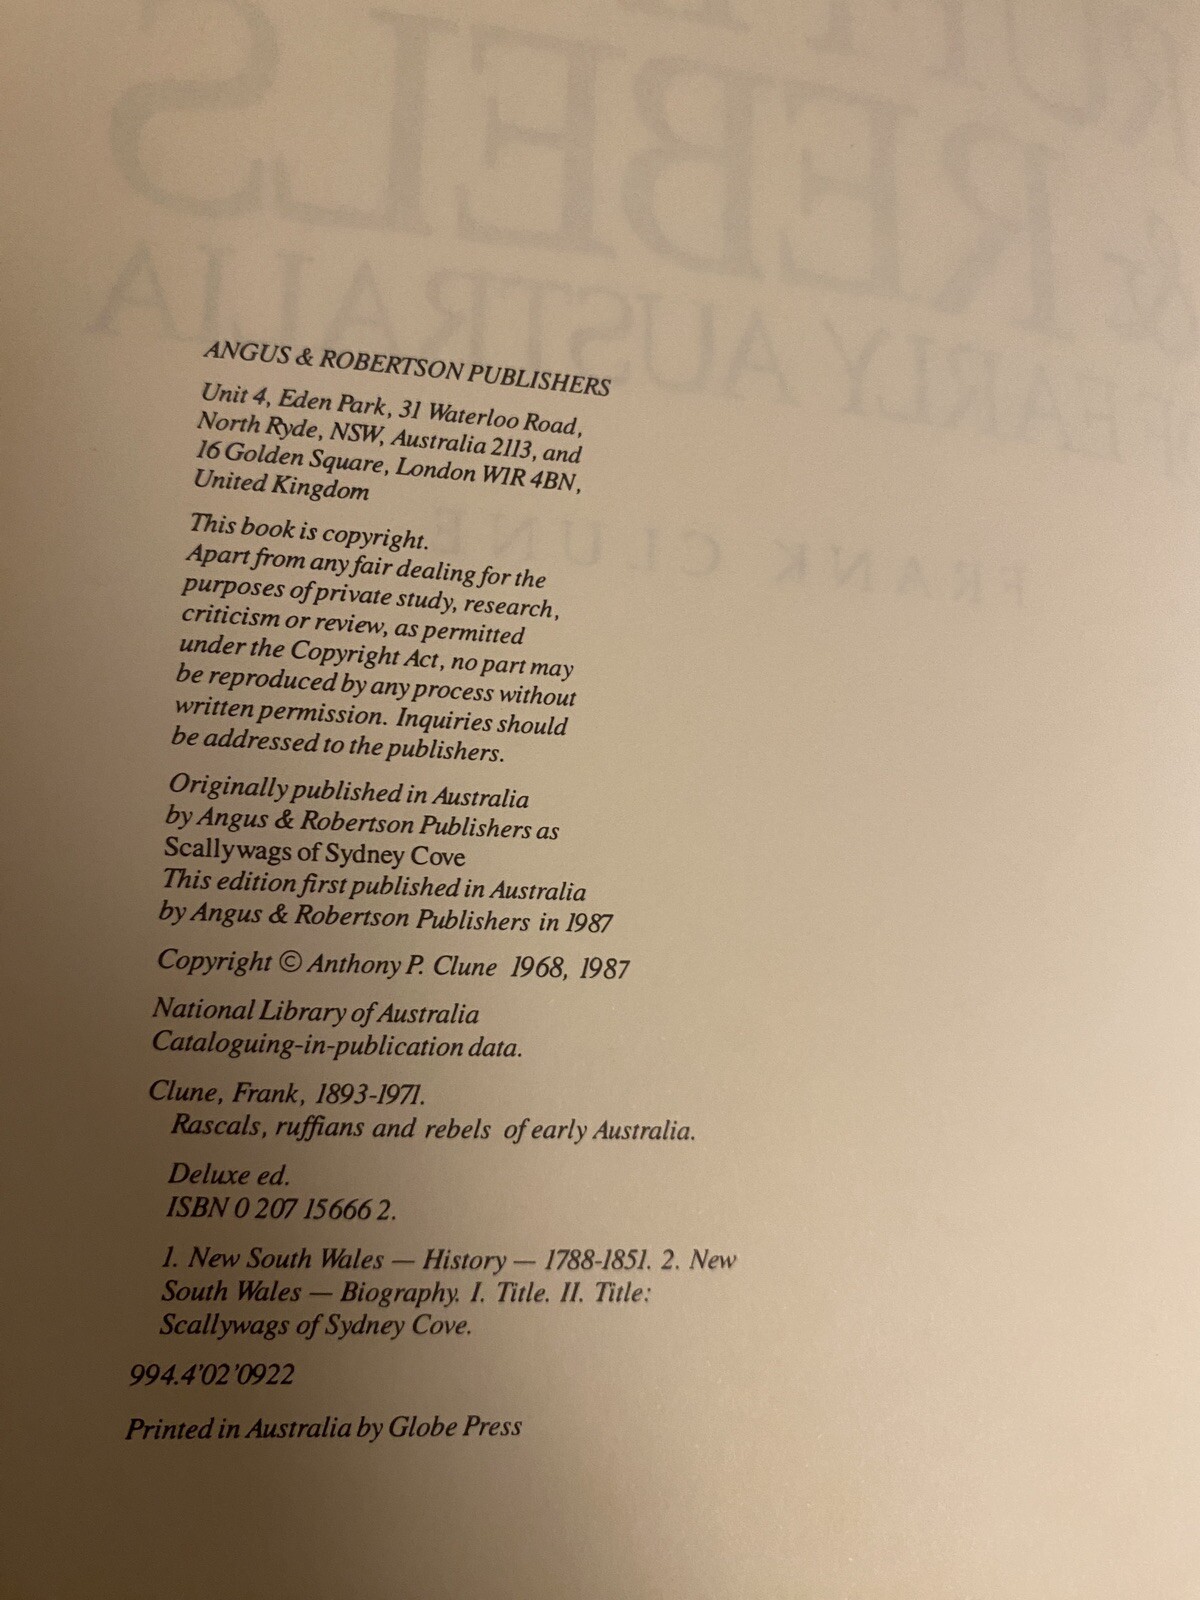 ANGUS & ROBERTSON PUBLISHERS
Unit 4, Eden Park, 31 Waterloo Road,
North Ryde, NSW, Australia 2113, and
16 Golden Square, London W1R 4BN,
United Kingdom
This book is copyright.
Apart from any fair dealing for the
purposes of private study, research,
criticism or review, as permitted
under the Copyright Act, no part may
be reproduced by any process without
written permission. Inquiries should
be addressed to the publishers.
Originally published in Australia
by Angus & Robertson Publishers as
Scallywags of Sydney Cove
This edition first published in Australia
by Angus & Robertson Publishers in 1987
Copyright © Anthony P. Clune 1968, 1987
National Library of Australia
Cataloguing-in-publication data.
Clune, Frank, 1893-1971.
Rascals, ruffians and rebels of early Australia.
Deluxe ed.
ISBN 0 207 15666 2.
1. New South Wales — History — 1788-1851. 2. New
South Wales — Biography. I. Title. II. Title:
Scallywags of Sydney Cove.
994.4'02'0922
Printed in Australia by Globe Press
& REBELS
EARLY AUSTRALIA
FRANK CLUNE